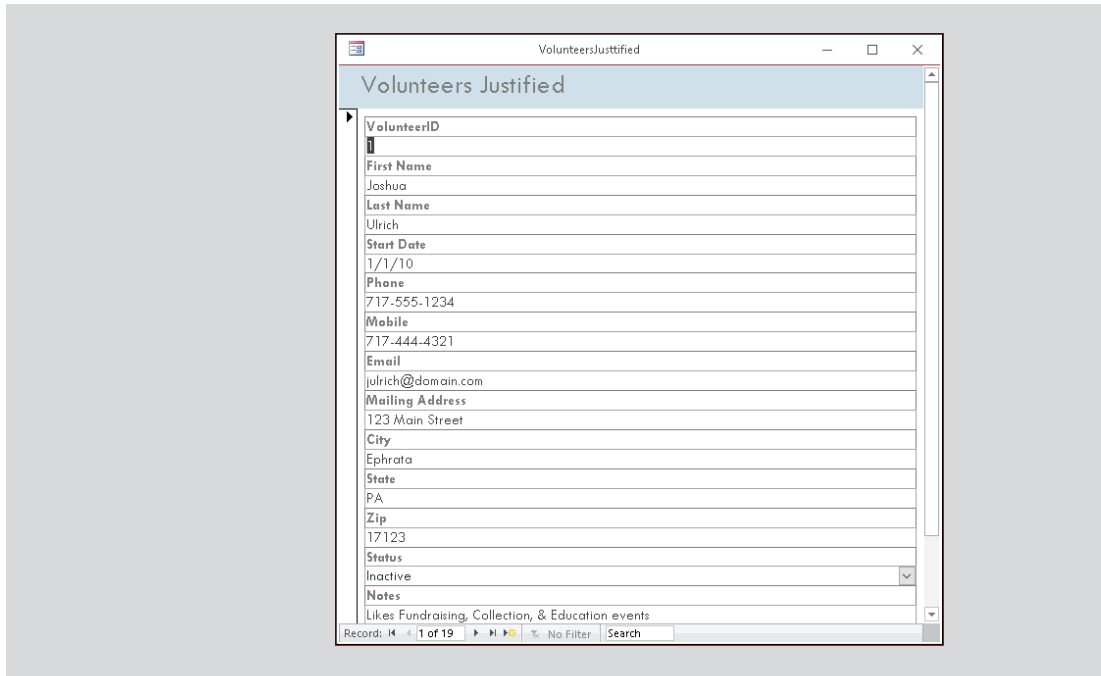 VolunteersJusttified
Volunteers Justified
VolunteerID
1
First Name
Joshua
Last Name
Ulrich
Start Date
1/1/10
Phone
717-555-1234
Mobile
717-444-4321
Email
julrich@domain.com
Mailing Address
123 Main Street
City
Ephrata
State
PA
Zip
17123
Status
Inactive
Notes
Likes Fundraising, Collection, & Education events
Record: 1 of 19 No Filter Search